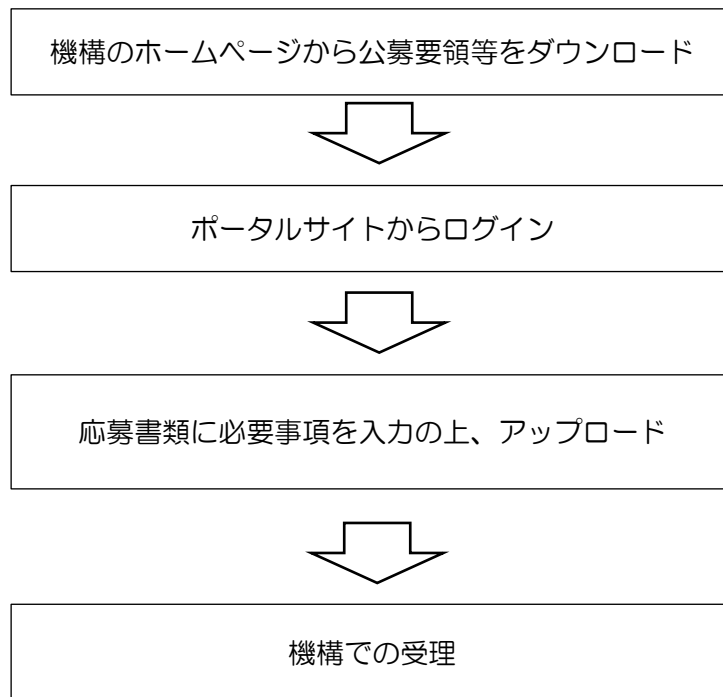 機構のホームページから公募要領等をダウンロード
ポータルサイトからログイン
応募書類に必要事項を入力の上、アップロード
機構での受理